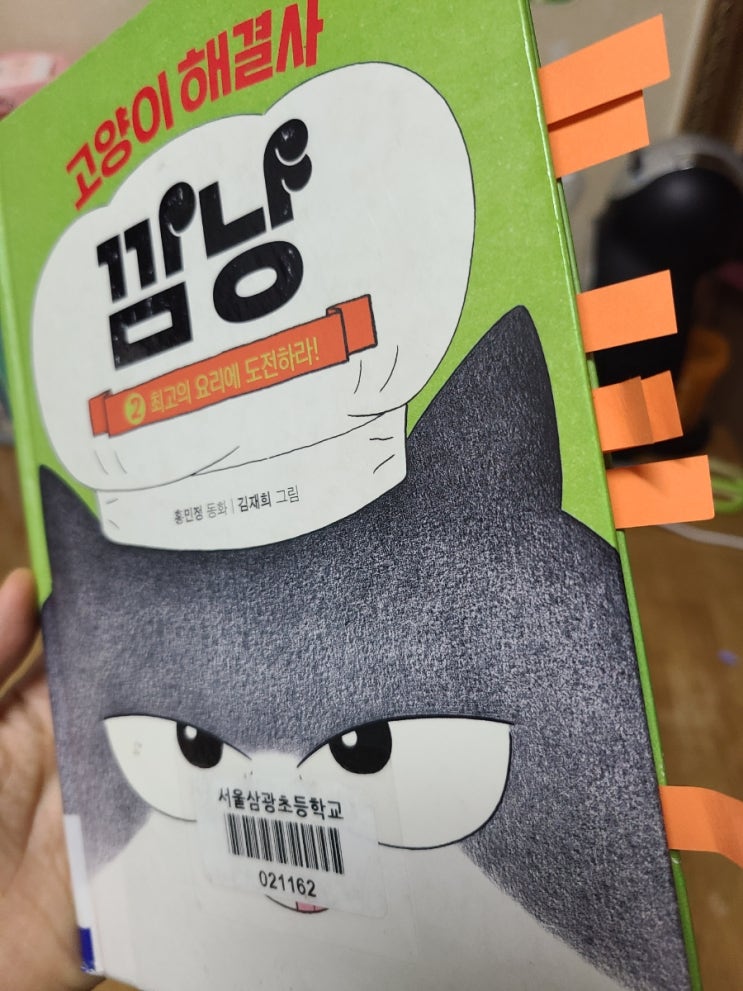 고양이 해결사
깜냥
2 최고의 요리에 도전하라!
홍민정 동화 | 김재희 그림
서울삼광초등학교
021162